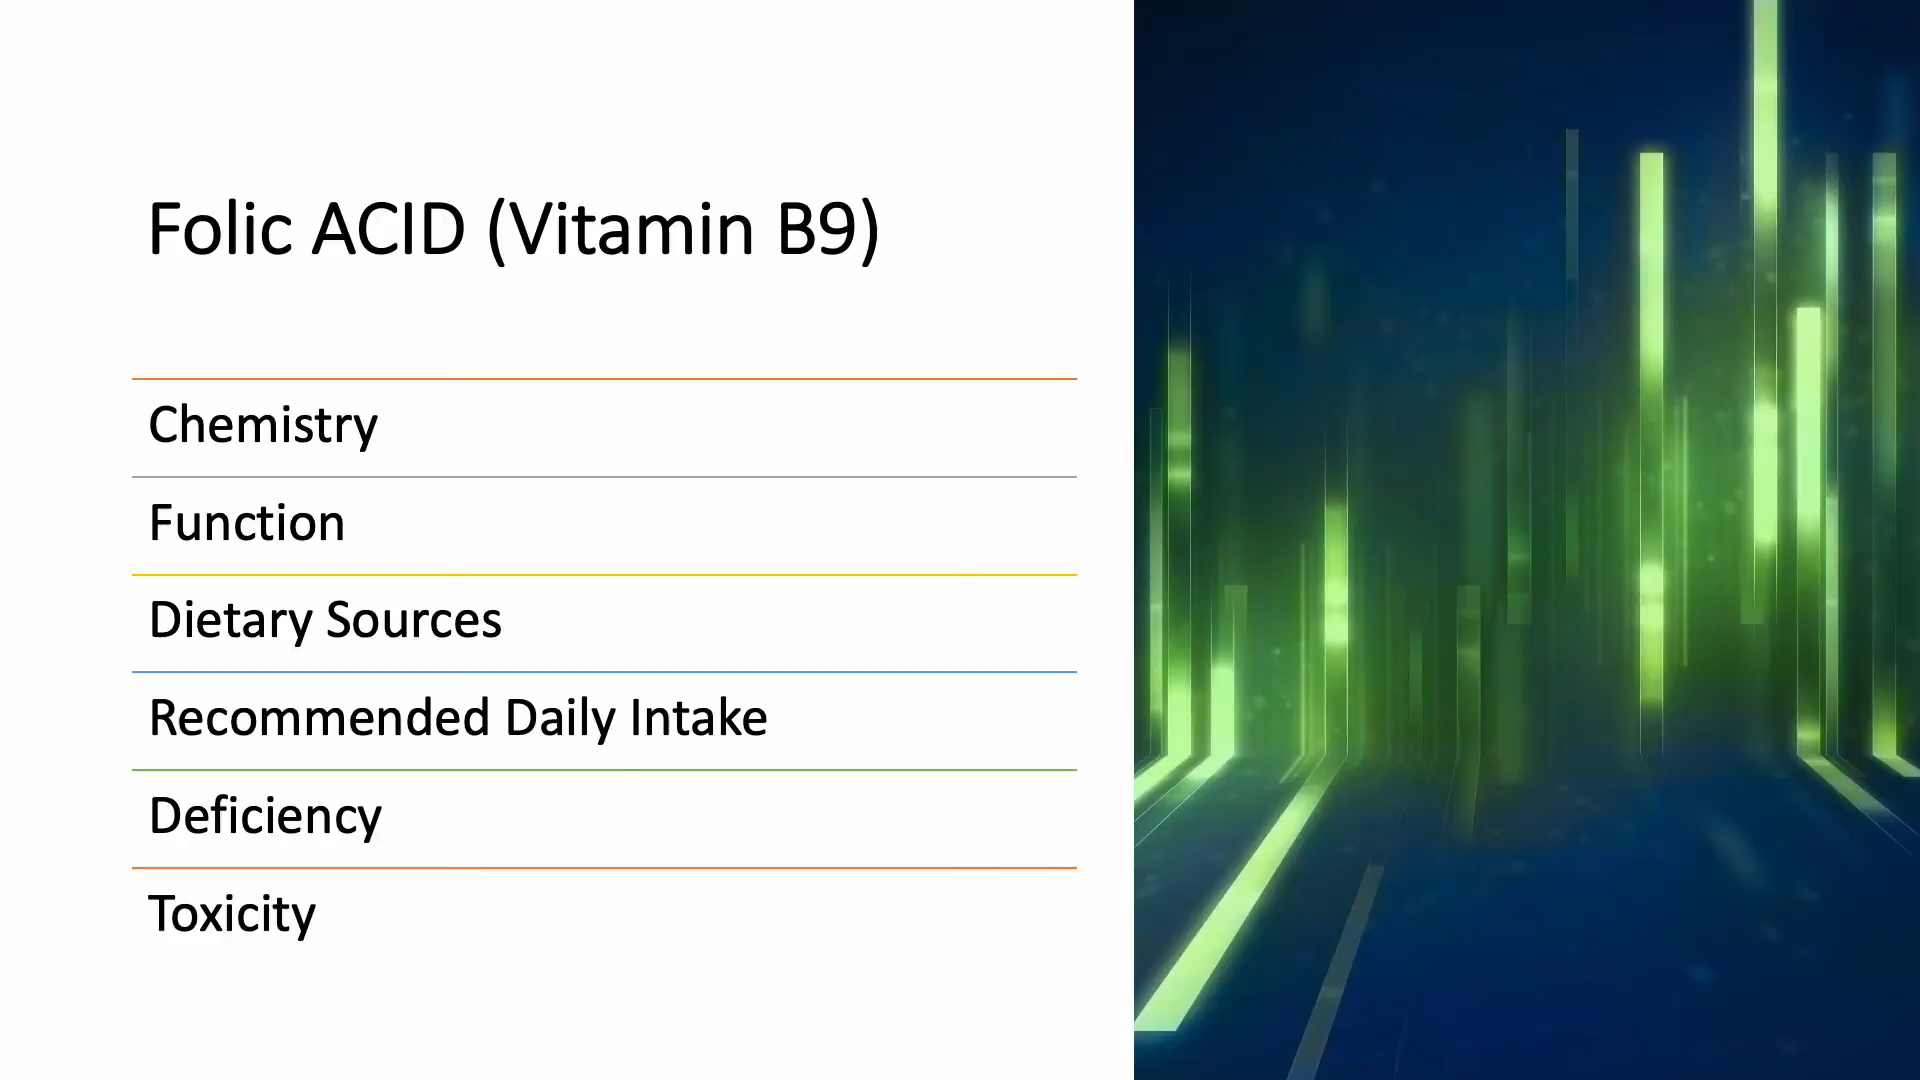 Folic ACID (Vitamin B9)
Chemistry
Function
Dietary Sources
Recommended Daily Intake
Deficiency
Toxicity